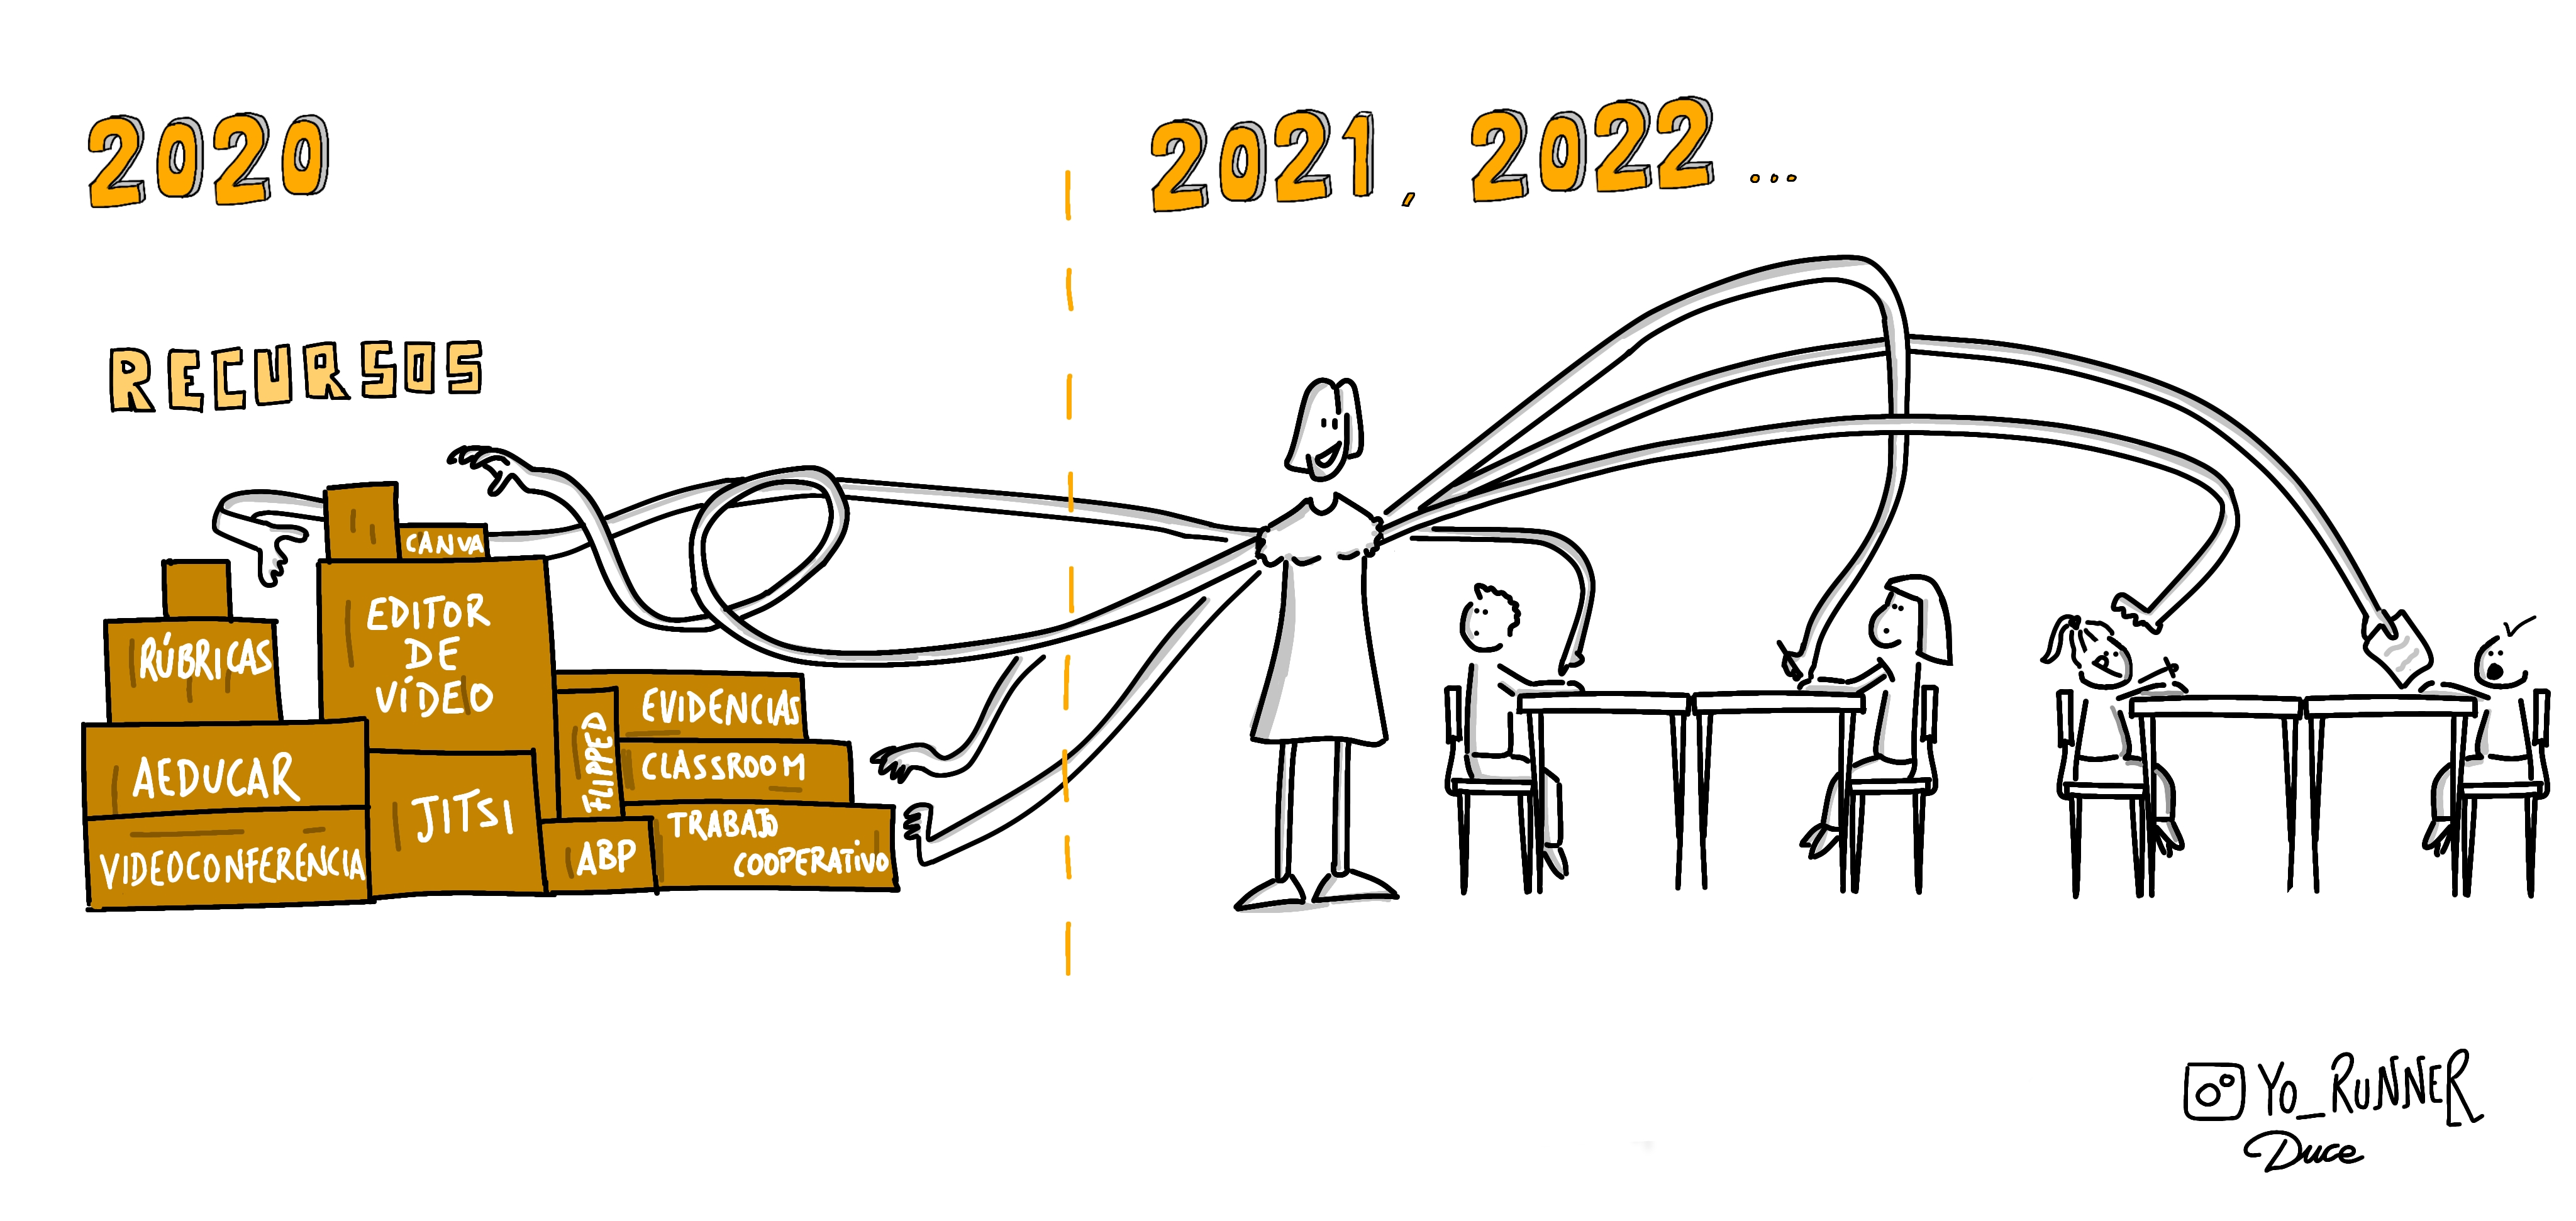 2020
2021, 2022 ...
RECURSOS
CANVA
EDITOR
DE
VÍDEO
RÚBRICAS
EVIDENCIAS
FLIPPED
CLASSROOM
AEDUCAR
JITSI
TRABAJO
COOPERATIVO
ABP
VIDEOCONFERENCIA
YO_RUNNER
Duce